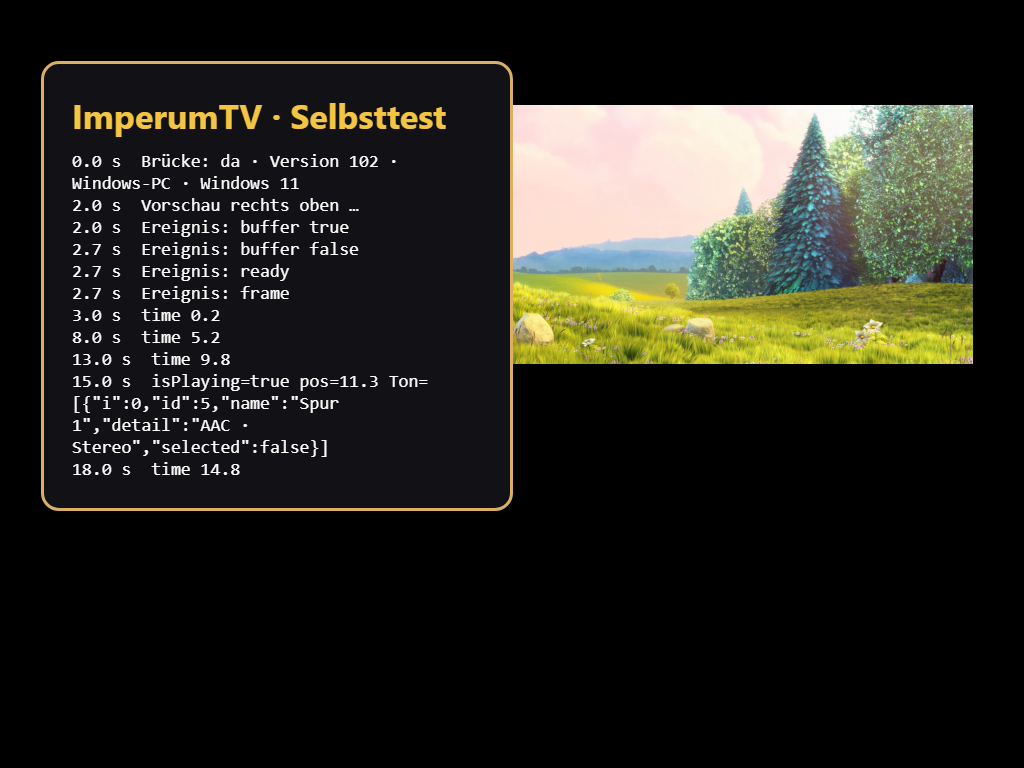 ImperumTV · Selbsttest
0.0 s  Brücke: da · Version 102 ·
Windows-PC · Windows 11
2.0 s  Vorschau rechts oben …
2.0 s  Ereignis: buffer true
2.7 s  Ereignis: buffer false
2.7 s  Ereignis: ready
2.7 s  Ereignis: frame
3.0 s  time 0.2
8.0 s  time 5.2
13.0 s  time 9.8
15.0 s  isPlaying=true pos=11.3 Ton=
[{"i":0,"id":5,"name":"Spur
1","detail":"AAC ·
Stereo","selected":false}]
18.0 s  time 14.8